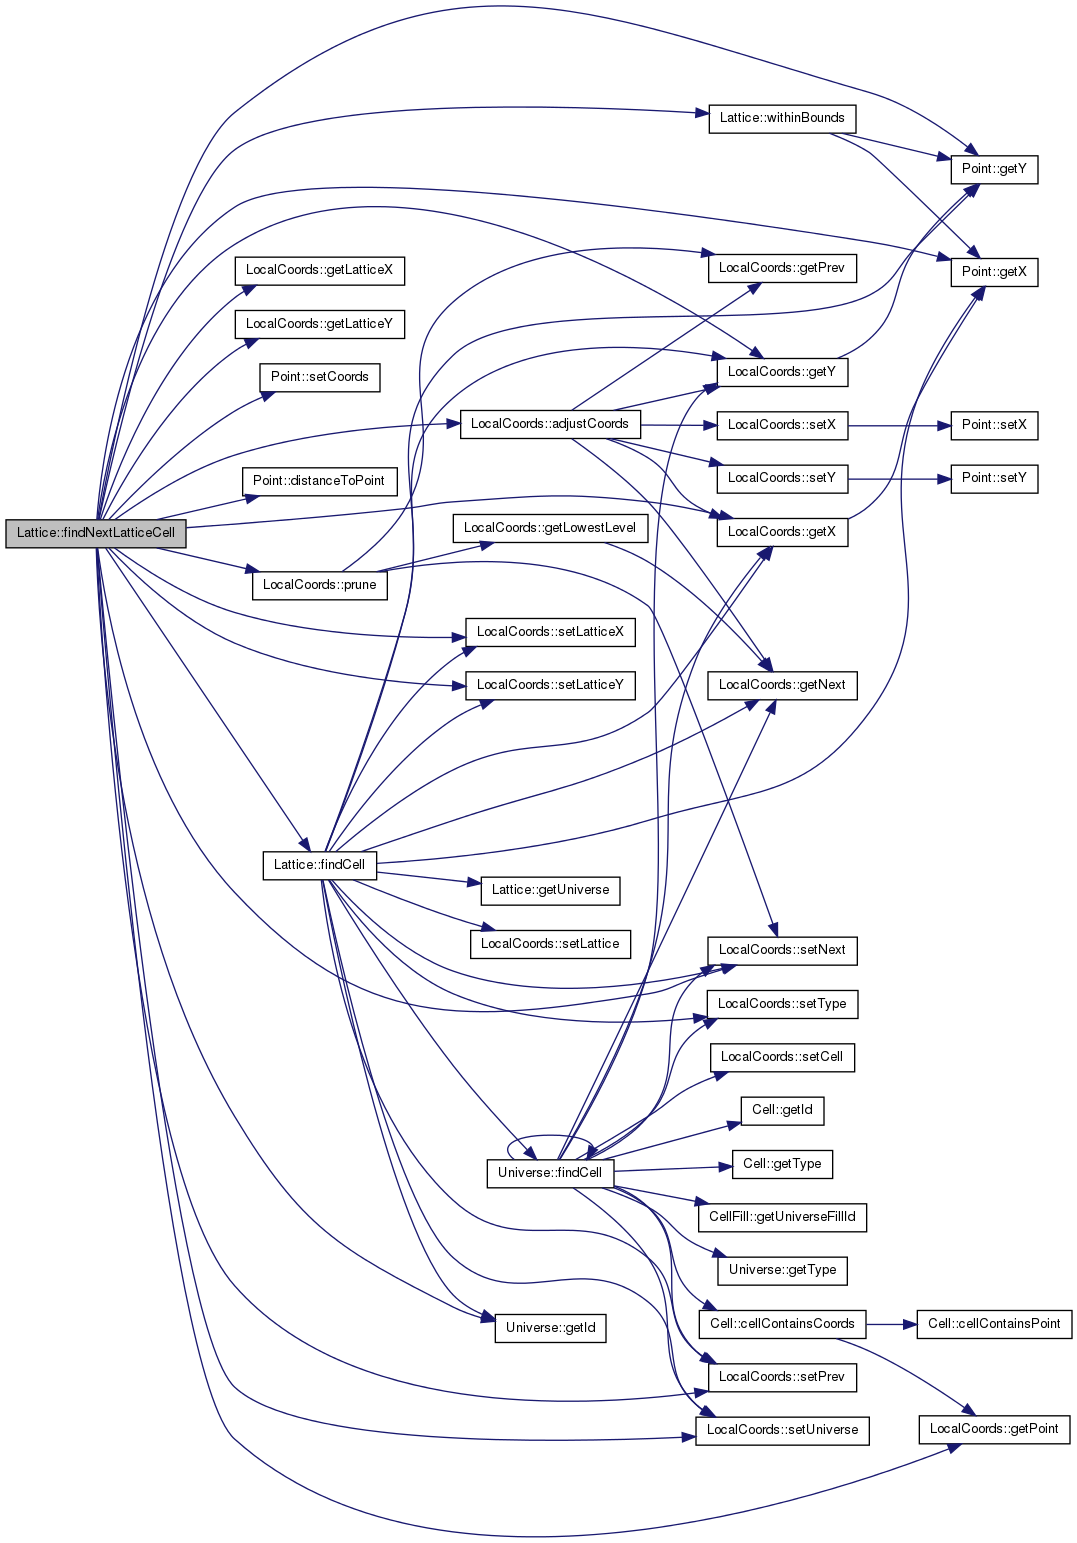 Lattice::withinBounds
Point::getY
LocalCoords::getLatticeX
LocalCoords::getPrev
Point::getX
LocalCoords::getLatticeY
Point::setCoords
LocalCoords::getY
LocalCoords::adjustCoords
LocalCoords::setX
Point::setX
Point::distanceToPoint
LocalCoords::setY
Point::setY
Lattice::findNextLatticeCell
LocalCoords::getLowestLevel
LocalCoords::getX
LocalCoords::prune
LocalCoords::setLatticeX
LocalCoords::setLatticeY
LocalCoords::getNext
Lattice::findCell
Lattice::getUniverse
LocalCoords::setLattice
LocalCoords::setNext
LocalCoords::setType
LocalCoords::setCell
Cell::getId
Universe::findCell
Cell::getType
CellFill::getUniverseFillId
Universe::getType
Universe::getId
Cell::cellContainsCoords
Cell::cellContainsPoint
LocalCoords::setPrev
LocalCoords::setUniverse
LocalCoords::getPoint